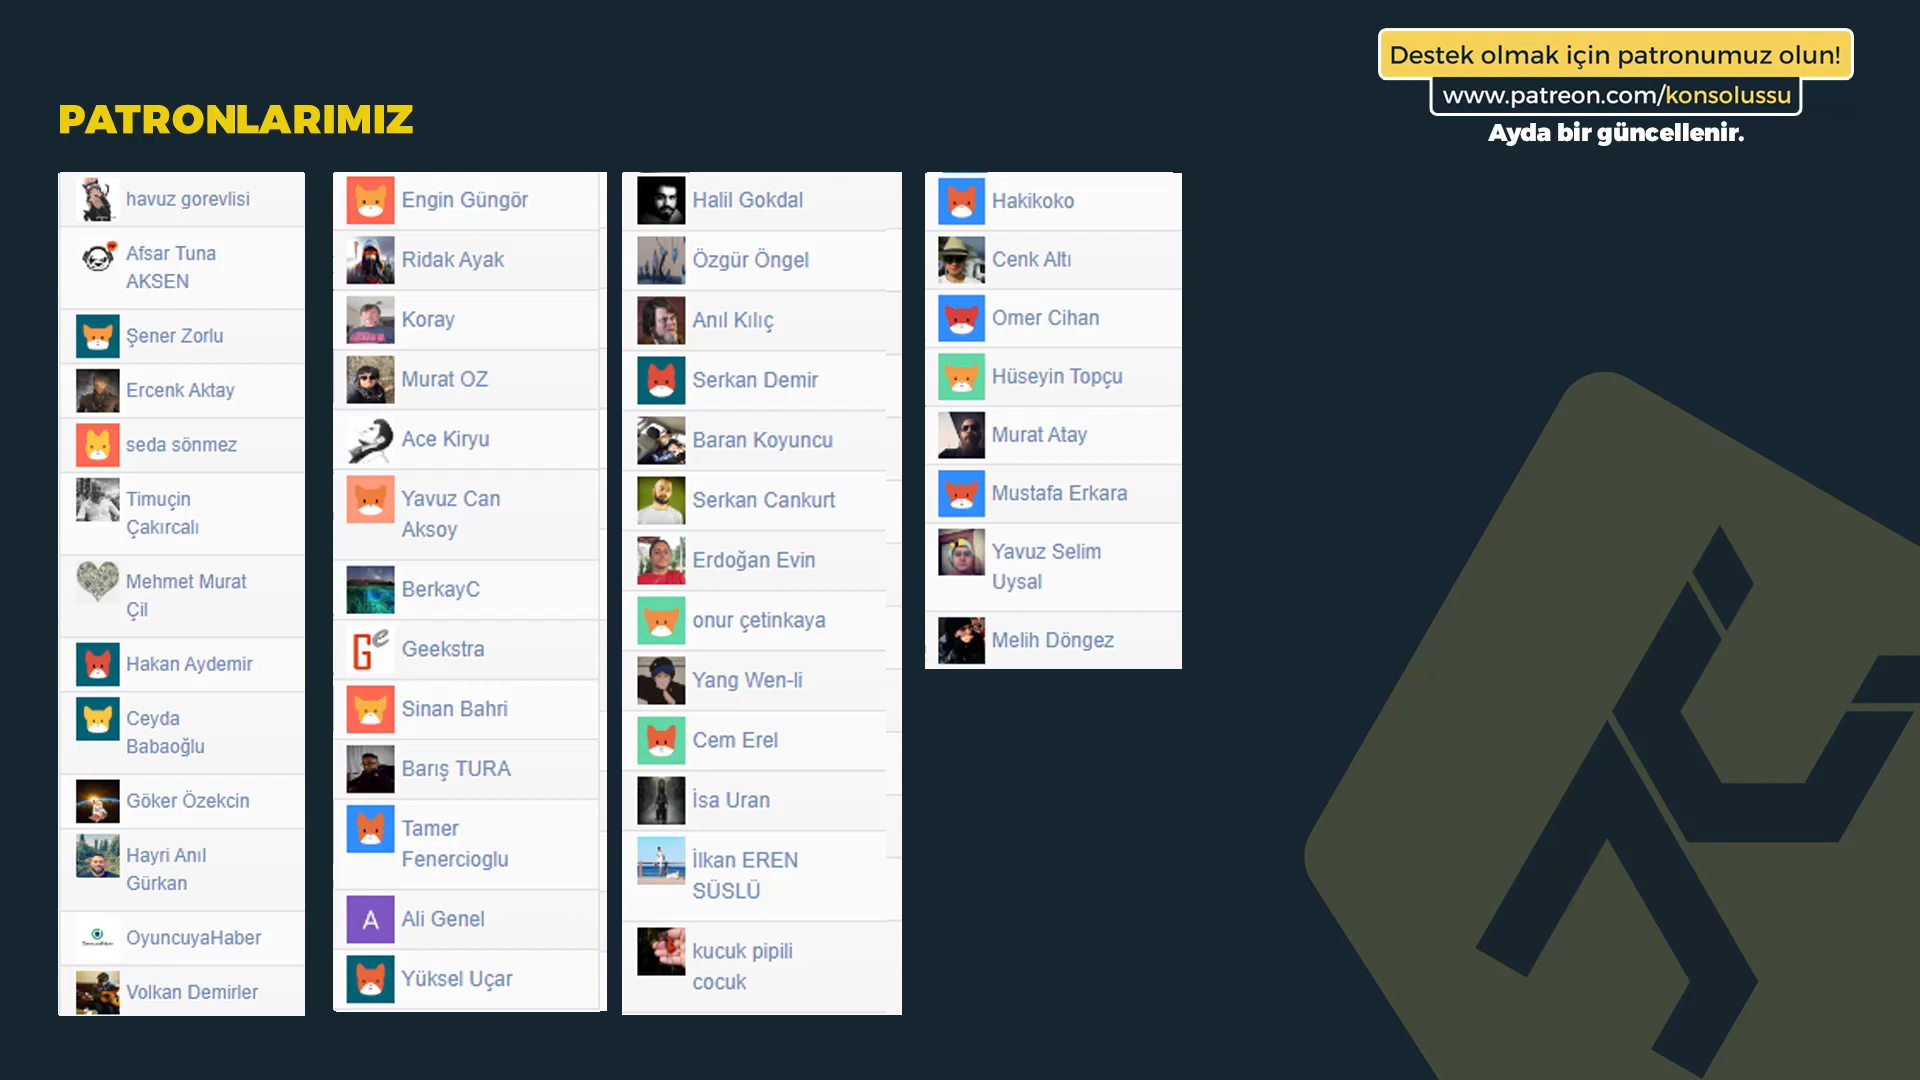 Destek olmak için patronumuz olun!
www.patreon.com/konsolussu
Ayda bir güncellenir.
PATRONLARIMIZ
havuz gorevlisi
Afsar Tuna
AKSEN
Şener Zorlu
Ercenk Aktay
seda sönmez
Timuçin
Çakırcalı
Mehmet Murat
Çil
Hakan Aydemir
Ceyda
Babaoğlu
Göker Özekcin
Hayri Anıl
Gürkan
OyuncuyaHaber
Volkan Demirler
Engin Güngör
Ridak Ayak
Koray
Murat OZ
Ace Kiryu
Yavuz Can
Aksoy
BerkayC
Ge
Geekstra
Sinan Bahri
Barış TURA
Tamer
Fenercioglu
A
Ali Genel
Yüksel Uçar
Halil Gokdal
Özgür Öngel
Anıl Kılıç
Serkan Demir
Baran Koyuncu
Serkan Cankurt
Erdoğan Evin
onur çetinkaya
Yang Wen-li
Cem Erel
İsa Uran
İlkan EREN
SÜSLÜ
kucuk pipili
cocuk
Hakikoko
Cenk Altı
Omer Cihan
Hüseyin Topçu
Murat Atay
Mustafa Erkara
Yavuz Selim
Uysal
Melih Döngez